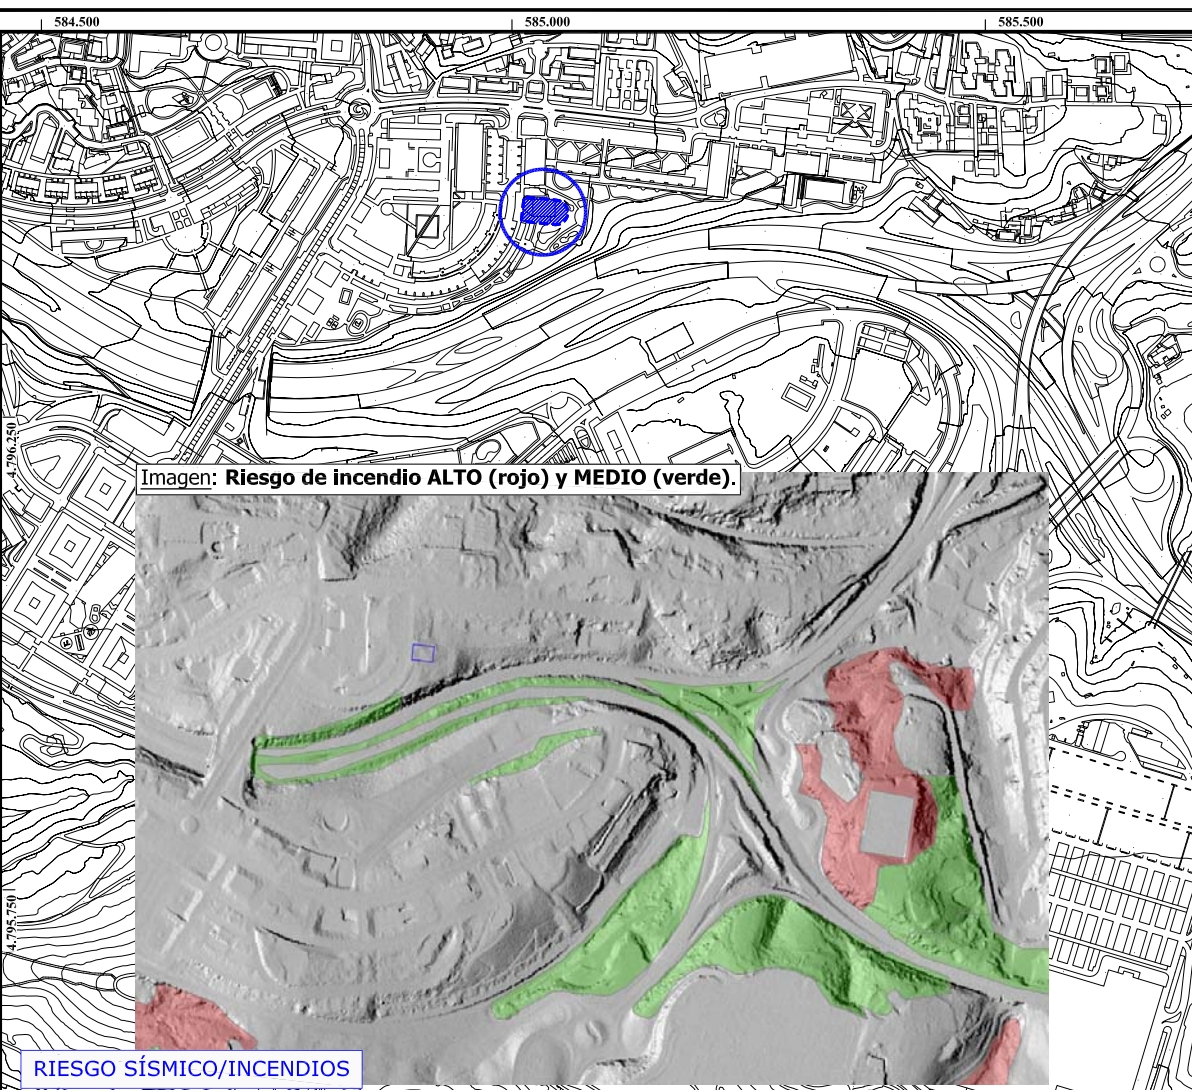 584.500
585.000
585.500
4.796.250
Imagen: Riesgo de incendio ALTO (rojo) y MEDIO (verde).
4.795.750
RIESGO SÍSMICO/INCENDIOS